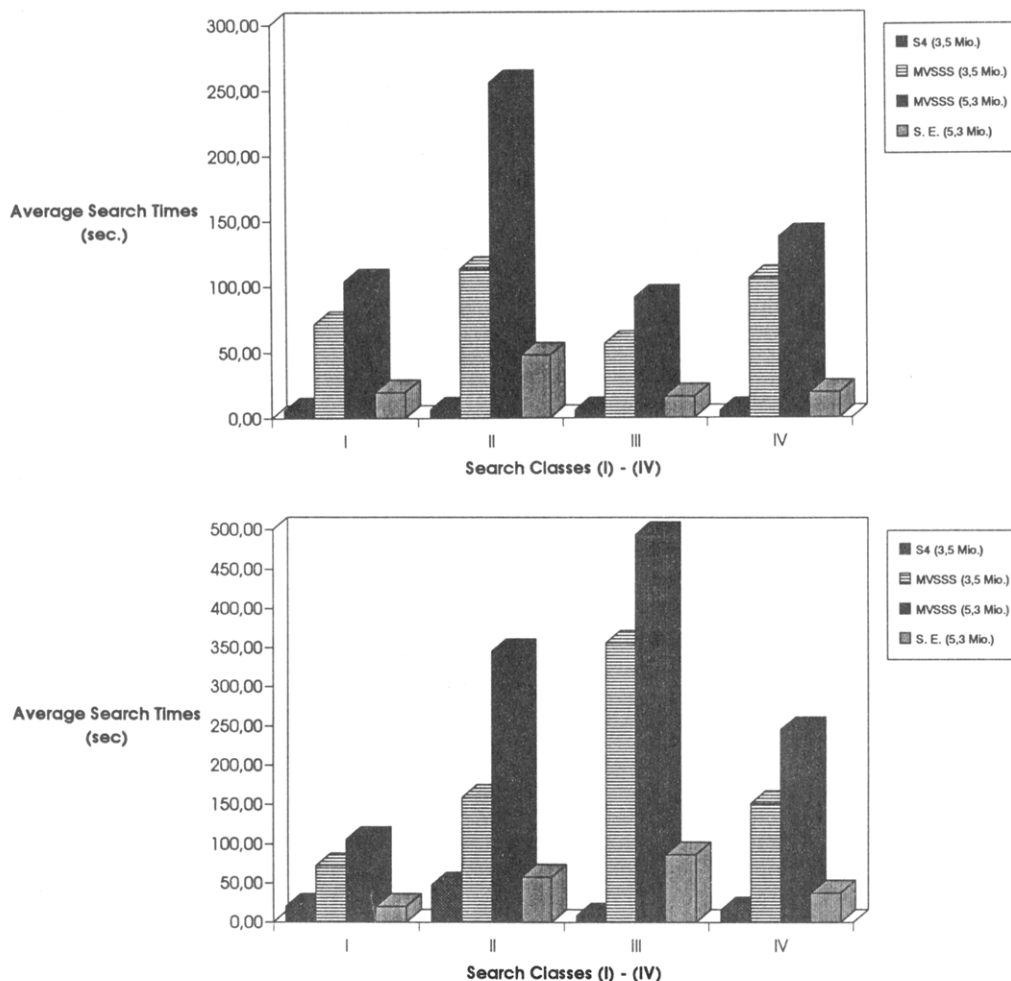 300,00
250,00
200,00
150,00
100,00
50,00
0,00
Average Search Times
(sec.)
I
II
III
IV
Search Classes (I) - (IV)
S4 (3,5 Mio.)
MVSSS (3,5 Mio.)
MVSSS (5,3 Mio.)
S. E. (5,3 Mio.)
500,00
450,00
400,00
350,00
300,00
250,00
200,00
150,00
100,00
50,00
0,00
Average Search Times
(sec)
I
II
III
IV
Search Classes (I) - (IV)
S4 (3,5 Mio.)
MVSSS (3,5 Mio.)
MVSSS (5,3 Mio.)
S. E. (5,3 Mio.)